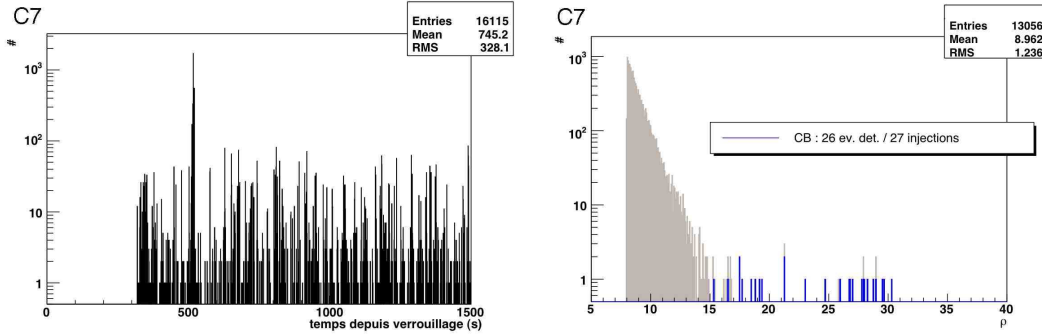 C7
Entries 16115
Mean 745.2
RMS 328.1
#
10³
10²
10
1
0 500 1000 1500
temps depuis verrouillage (s)
C7
Entries 13056
Mean 8.962
RMS 1.236
#
10³
10²
10
1
CB : 26 ev. det. / 27 injections
5 10 15 20 25 30 35 40
ρ